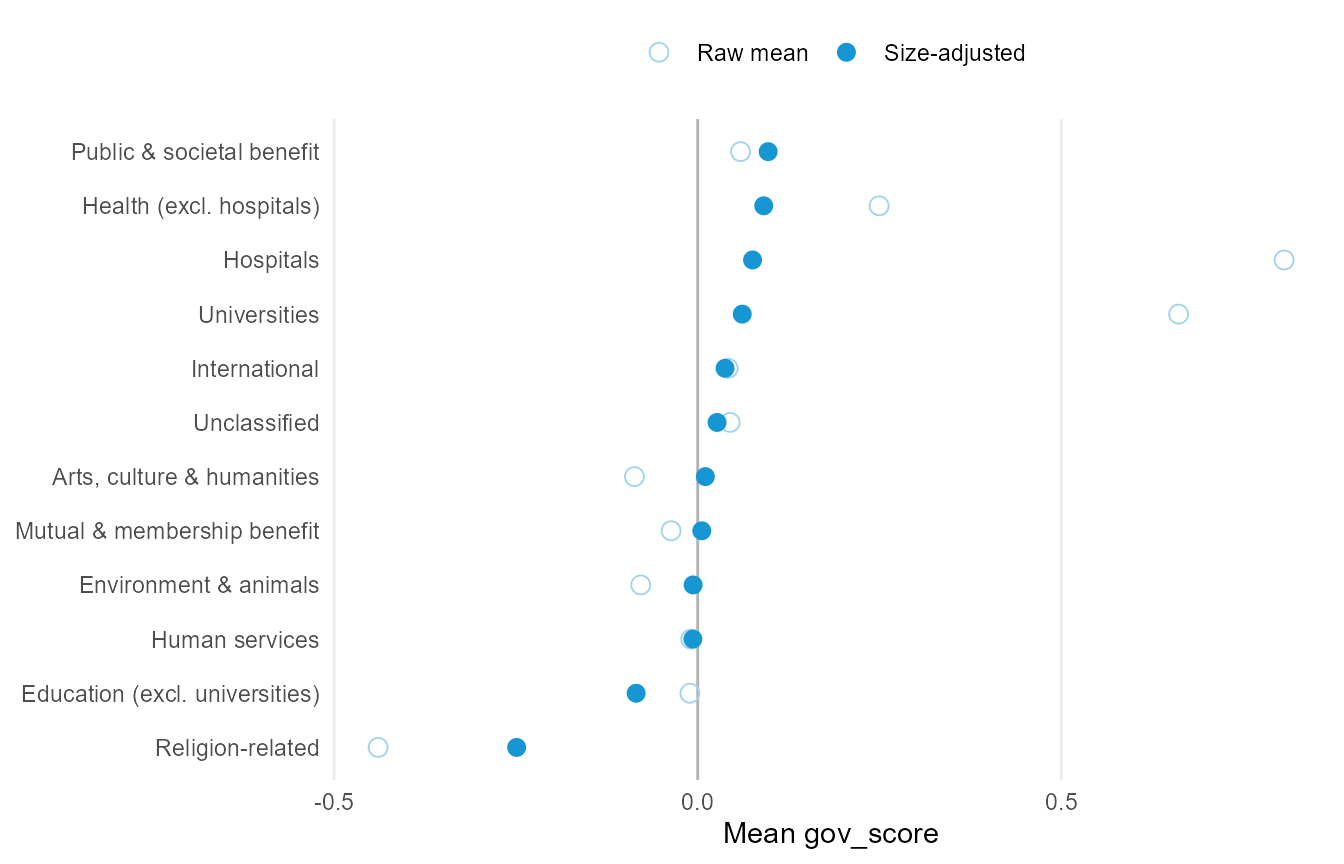 Raw mean Size-adjusted
Public & societal benefit
Health (excl. hospitals)
Hospitals
Universities
International
Unclassified
Arts, culture & humanities
Mutual & membership benefit
Environment & animals
Human services
Education (excl. universities)
Religion-related
-0.5 0.0 0.5
Mean gov_score